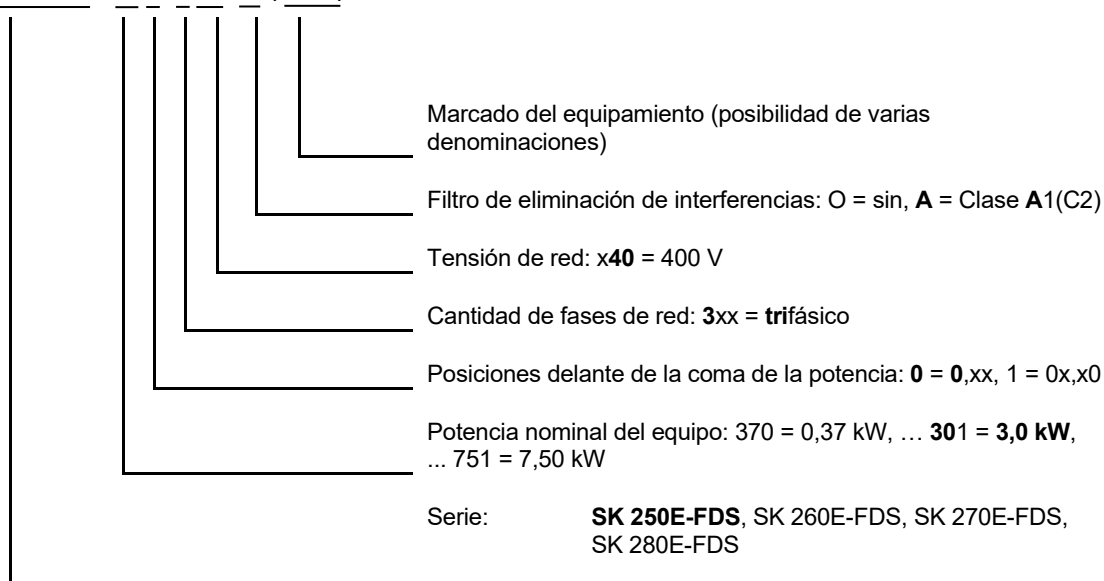 Marcado del equipamiento (posibilidad de varias
denominaciones)
Filtro de eliminación de interferencias: O = sin, A = Clase A1(C2)
Tensión de red: x40 = 400 V
Cantidad de fases de red: 3xx = trifásico
Posiciones delante de la coma de la potencia: 0 = 0,xx, 1 = 0x,x0
Potencia nominal del equipo: 370 = 0,37 kW, … 301 = 3,0 kW,
... 751 = 7,50 kW
Serie: SK 250E-FDS, SK 260E-FDS, SK 270E-FDS,
SK 280E-FDS